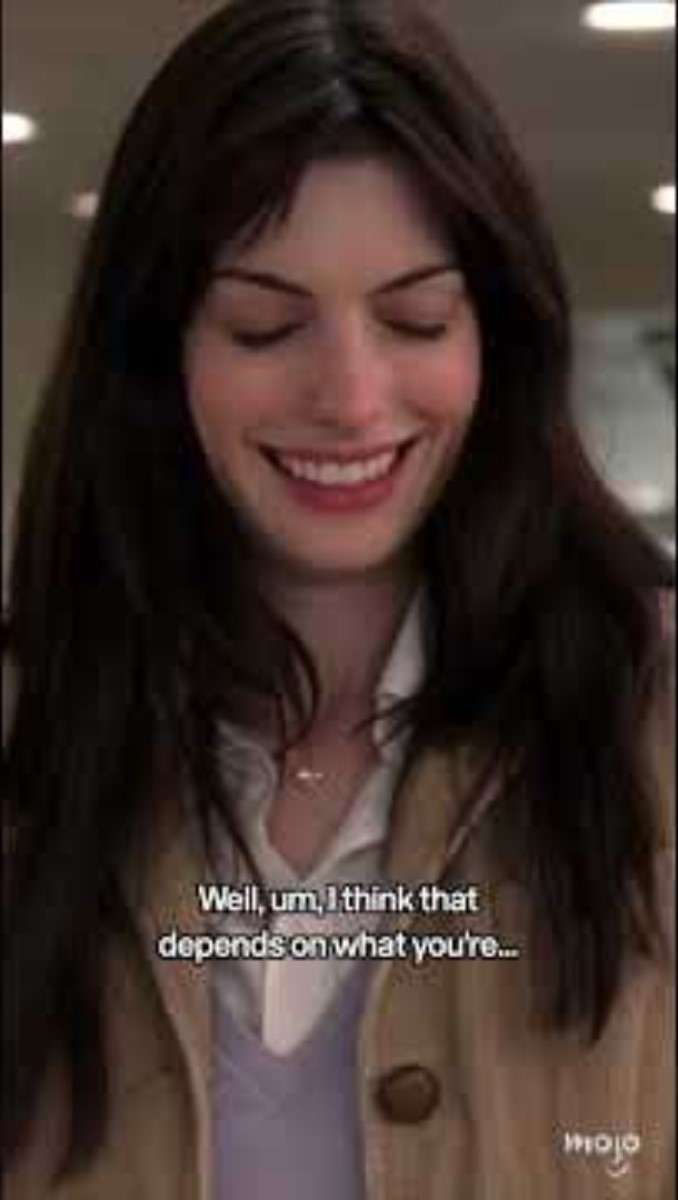 Well, um, I think that
depends on what you're...
mojo